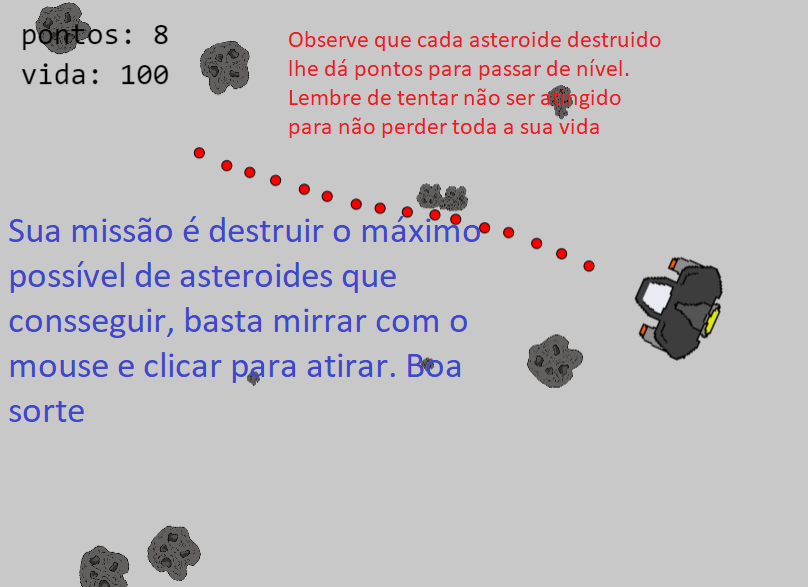 pontos: 8
vida: 100
Observe que cada asteroide destruido
lhe dá pontos para passar de nível.
Lembre de tentar não ser atingido
para não perder toda a sua vida
Sua missão é destruir o máximo
possível de asteroides que
consseguir, basta mirrar com o
mouse e clicar para atirar. Boa
sorte